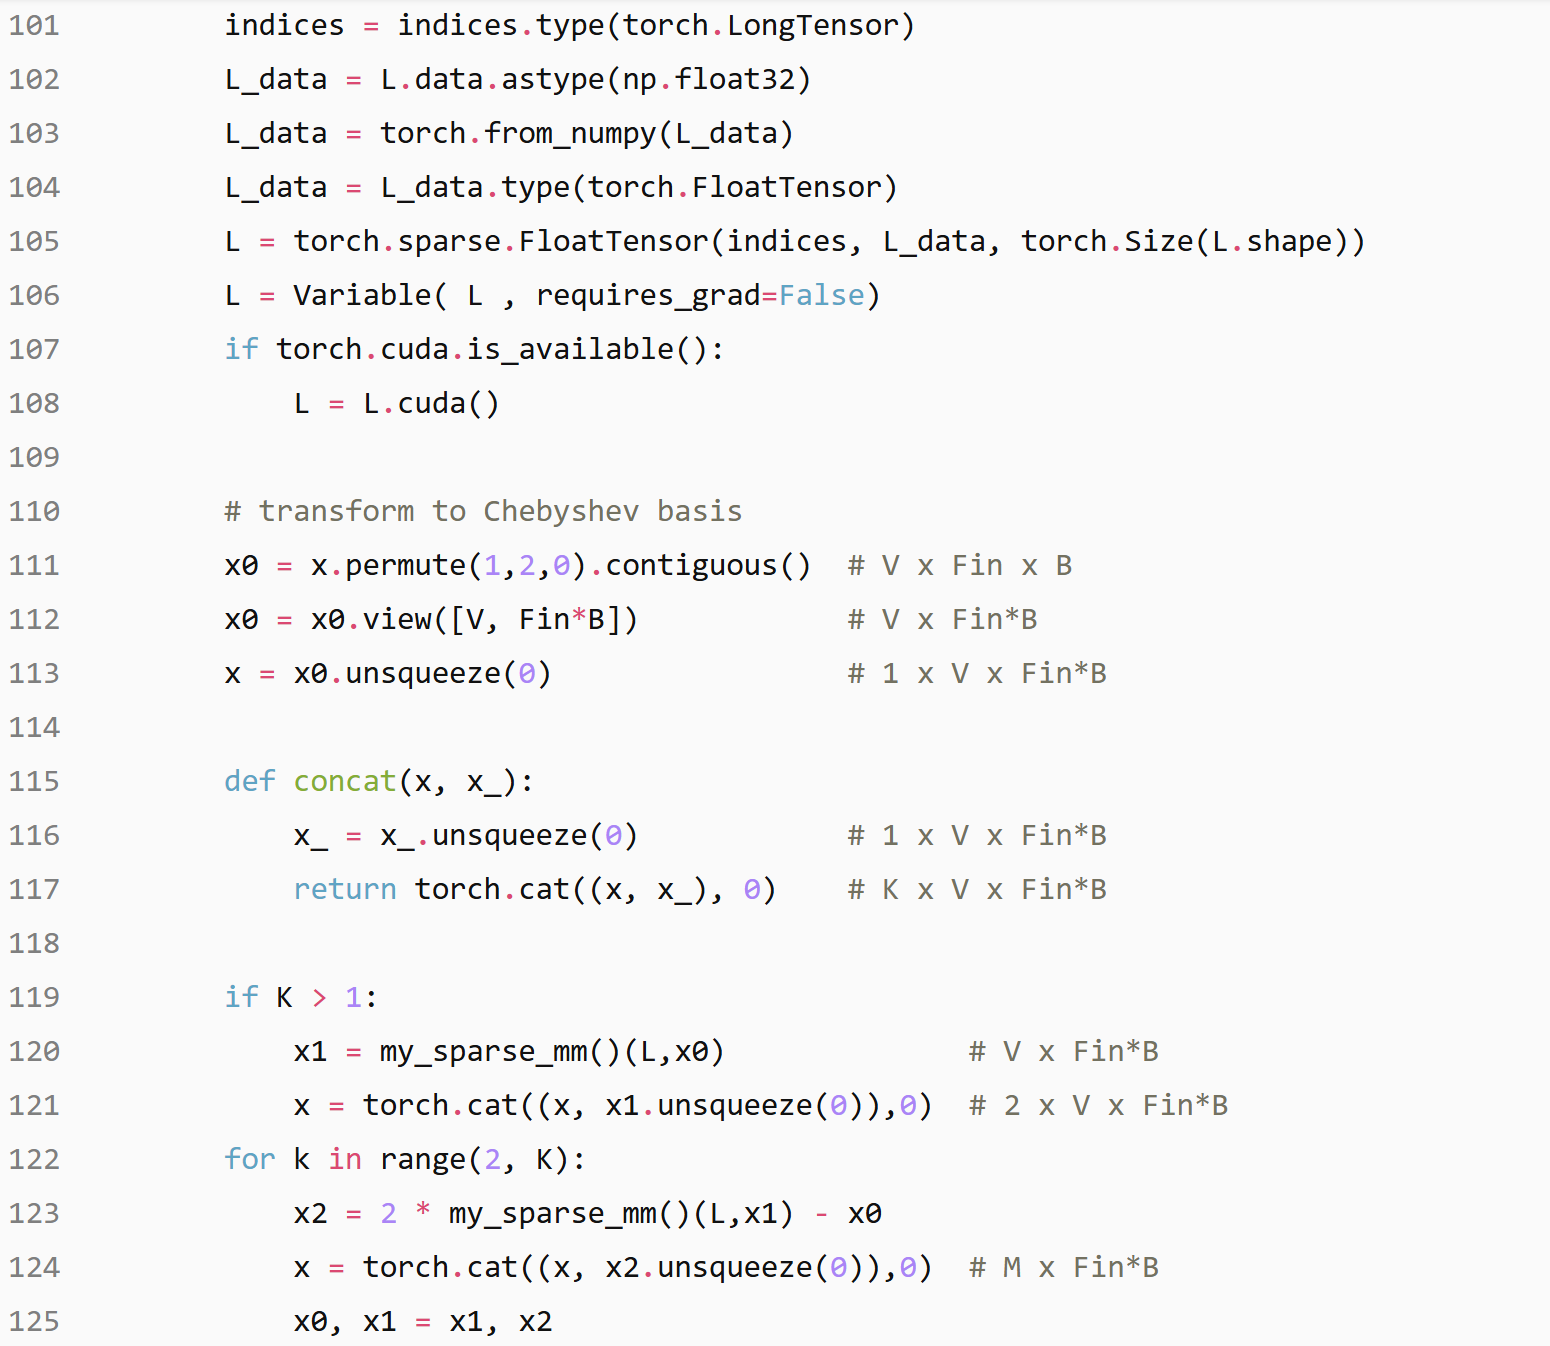 101 indices = indices.type(torch.LongTensor)
102 L_data = L.data.astype(np.float32)
103 L_data = torch.from_numpy(L_data)
104 L_data = L_data.type(torch.FloatTensor)
105 L = torch.sparse.FloatTensor(indices, L_data, torch.Size(L.shape))
106 L = Variable( L , requires_grad=False)
107 if torch.cuda.is_available():
108     L = L.cuda()
109
110 # transform to Chebyshev basis
111 x0 = x.permute(1,2,0).contiguous()  # V x Fin x B
112 x0 = x0.view([V, Fin*B])            # V x Fin*B
113 x = x0.unsqueeze(0)                 # 1 x V x Fin*B
114
115 def concat(x, x_):
116     x_ = x_.unsqueeze(0)            # 1 x V x Fin*B
117     return torch.cat((x, x_), 0)    # K x V x Fin*B
118
119 if K > 1:
120     x1 = my_sparse_mm()(L,x0)              # V x Fin*B
121     x = torch.cat((x, x1.unsqueeze(0)),0)  # 2 x V x Fin*B
122 for k in range(2, K):
123     x2 = 2 * my_sparse_mm()(L,x1) - x0
124     x = torch.cat((x, x2.unsqueeze(0)),0)  # M x Fin*B
125     x0, x1 = x1, x2